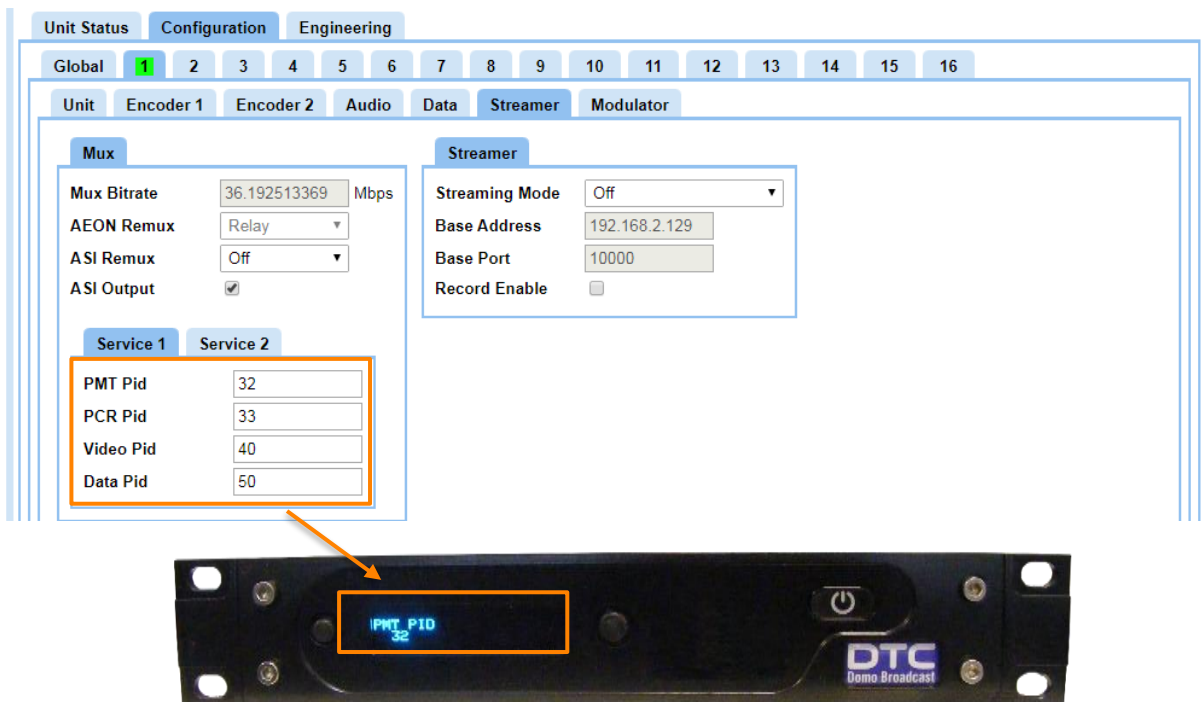 Unit Status Configuration Engineering
Global 1 2 3 4 5 6 7 8 9 10 11 12 13 14 15 16
Unit Encoder 1 Encoder 2 Audio Data Streamer Modulator
Mux
Mux Bitrate 36.192513369 Mbps
AEON Remux Relay
ASI Remux Off
ASI Output
Service 1 Service 2
PMT Pid 32
PCR Pid 33
Video Pid 40
Data Pid 50
Streamer
Streaming Mode Off
Base Address 192.168.2.129
Base Port 10000
Record Enable
PMT PID
32
DTC
Domo Broadcast